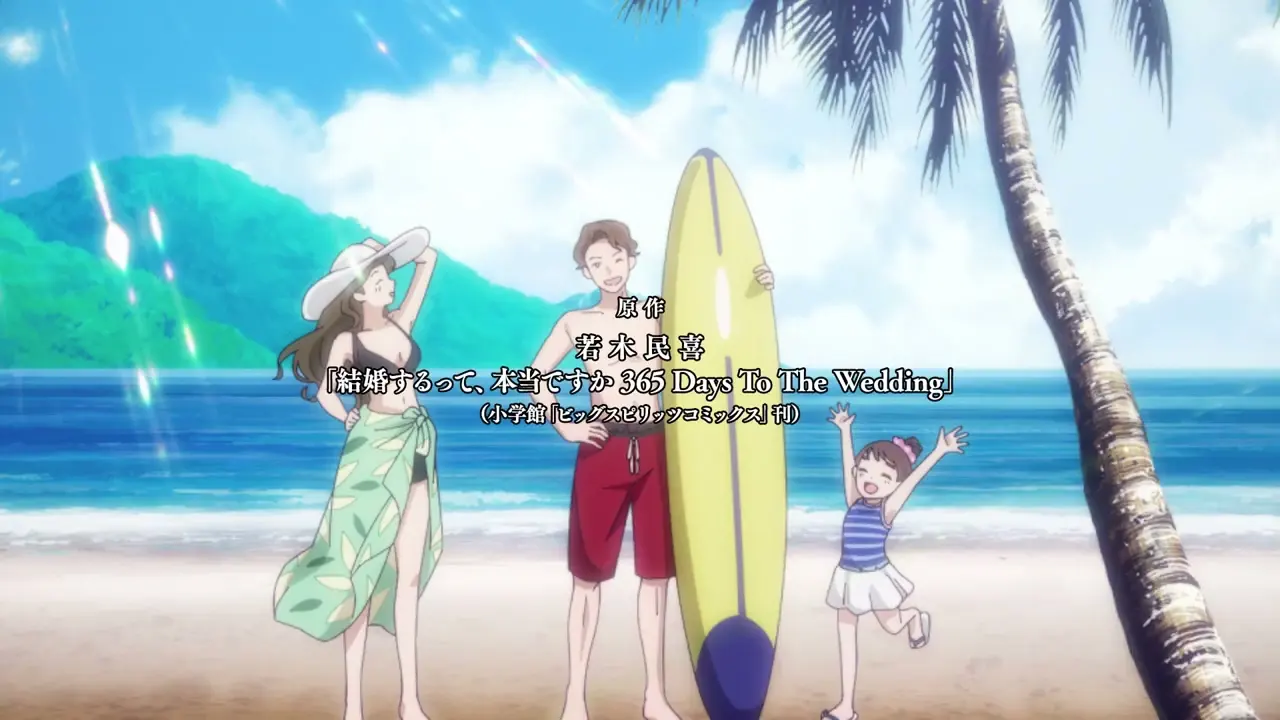 原作
若木民喜
「結婚するって、本当ですか 365 Days To The Wedding」
（小学館『ビッグスピリッツコミックス』刊）